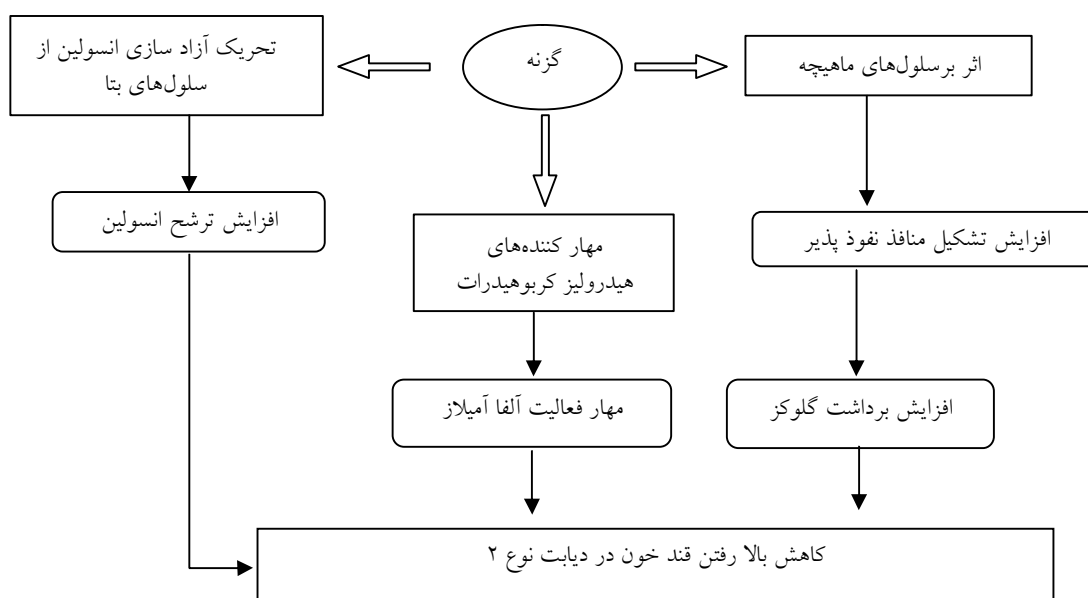 گزنه
اثر برسلول‌های ماهیچه
تحریک آزاد سازی انسولین از
سلول‌های بتا
افزایش تشکیل منافذ نفوذ پذیر
مهار کننده‌های
هیدرولیز کربوهیدرات
افزایش ترشح انسولین
افزایش برداشت گلوکز
مهار فعالیت آلفا آمیلاز
کاهش بالا رفتن قند خون در دیابت نوع ۲